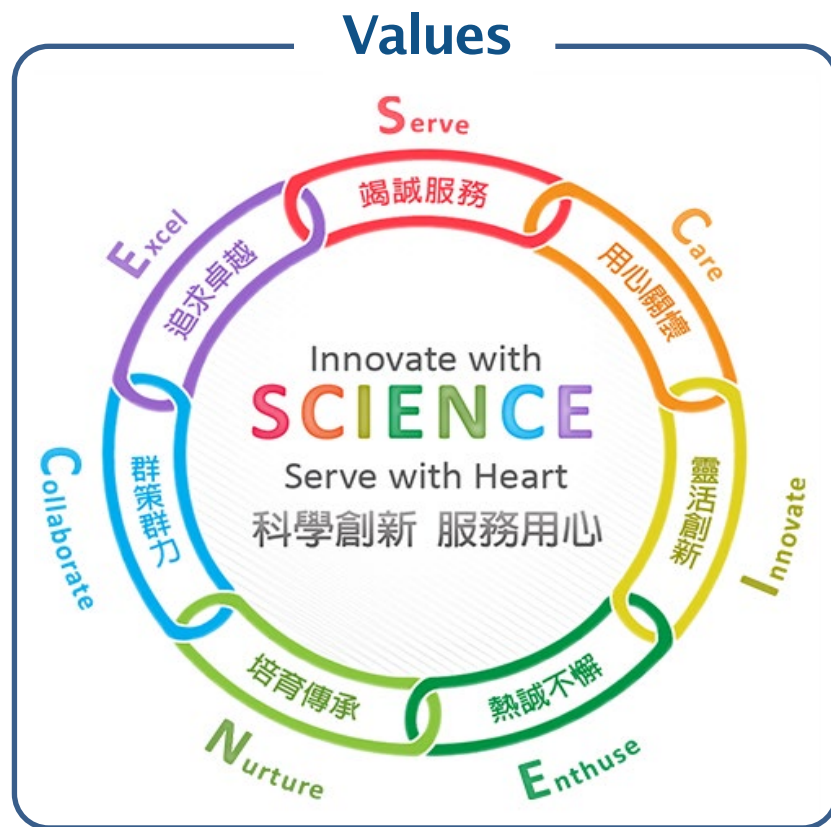 Values
Serve
竭誠服務
Care
用心關懷
Innovate
靈活創新
Enthuse
熱誠不懈
Nurture
培育傳承
Collaborate
群策群力
Excel
追求卓越
Innovate with
SCIENCE
Serve with Heart
科學創新 服務用心